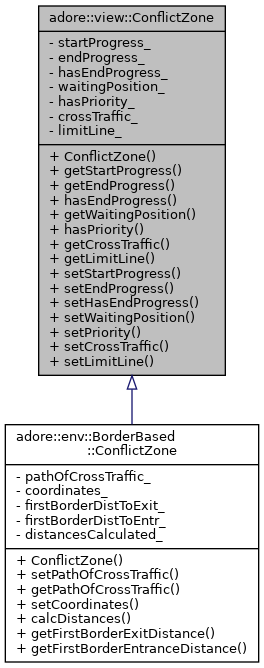 adore::view::ConflictZone
- startProgress_
- endProgress_
- hasEndProgress_
- waitingPosition_
- hasPriority_
- crossTraffic_
- limitLine_
+ ConflictZone()
+ getStartProgress()
+ getEndProgress()
+ hasEndProgress()
+ getWaitingPosition()
+ hasPriority()
+ getCrossTraffic()
+ getLimitLine()
+ setStartProgress()
+ setEndProgress()
+ setHasEndProgress()
+ setWaitingPosition()
+ setPriority()
+ setCrossTraffic()
+ setLimitLine()
adore::env::BorderBased
::ConflictZone
- pathOfCrossTraffic_
- coordinates_
- firstBorderDistToExit_
- firstBorderDistToEntr_
- distancesCalculated_
+ ConflictZone()
+ setPathOfCrossTraffic()
+ getPathOfCrossTraffic()
+ setCoordinates()
+ calcDistances()
+ getFirstBorderExitDistance()
+ getFirstBorderEntranceDistance()